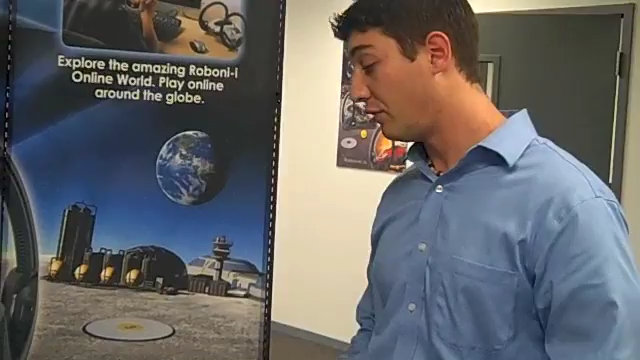 Explore the amazing Roboni-i
Online World. Play online
around the globe.